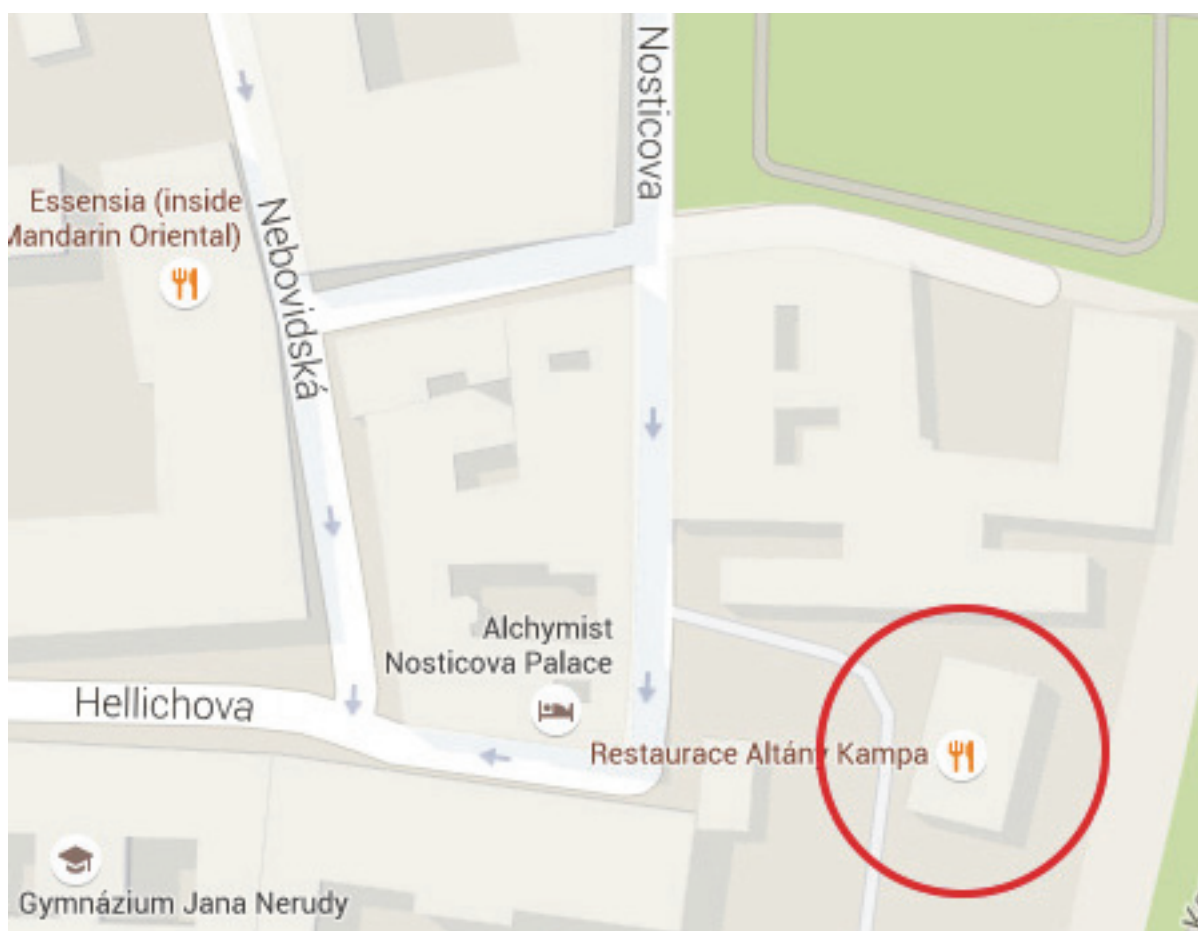 Nosticova
Essensia (inside
Mandarin Oriental)
Nebovidská
Alchymist
Nosticova Palace
Hellichova
Restaurace Altány Kampa
Gymnázium Jana Nerudy